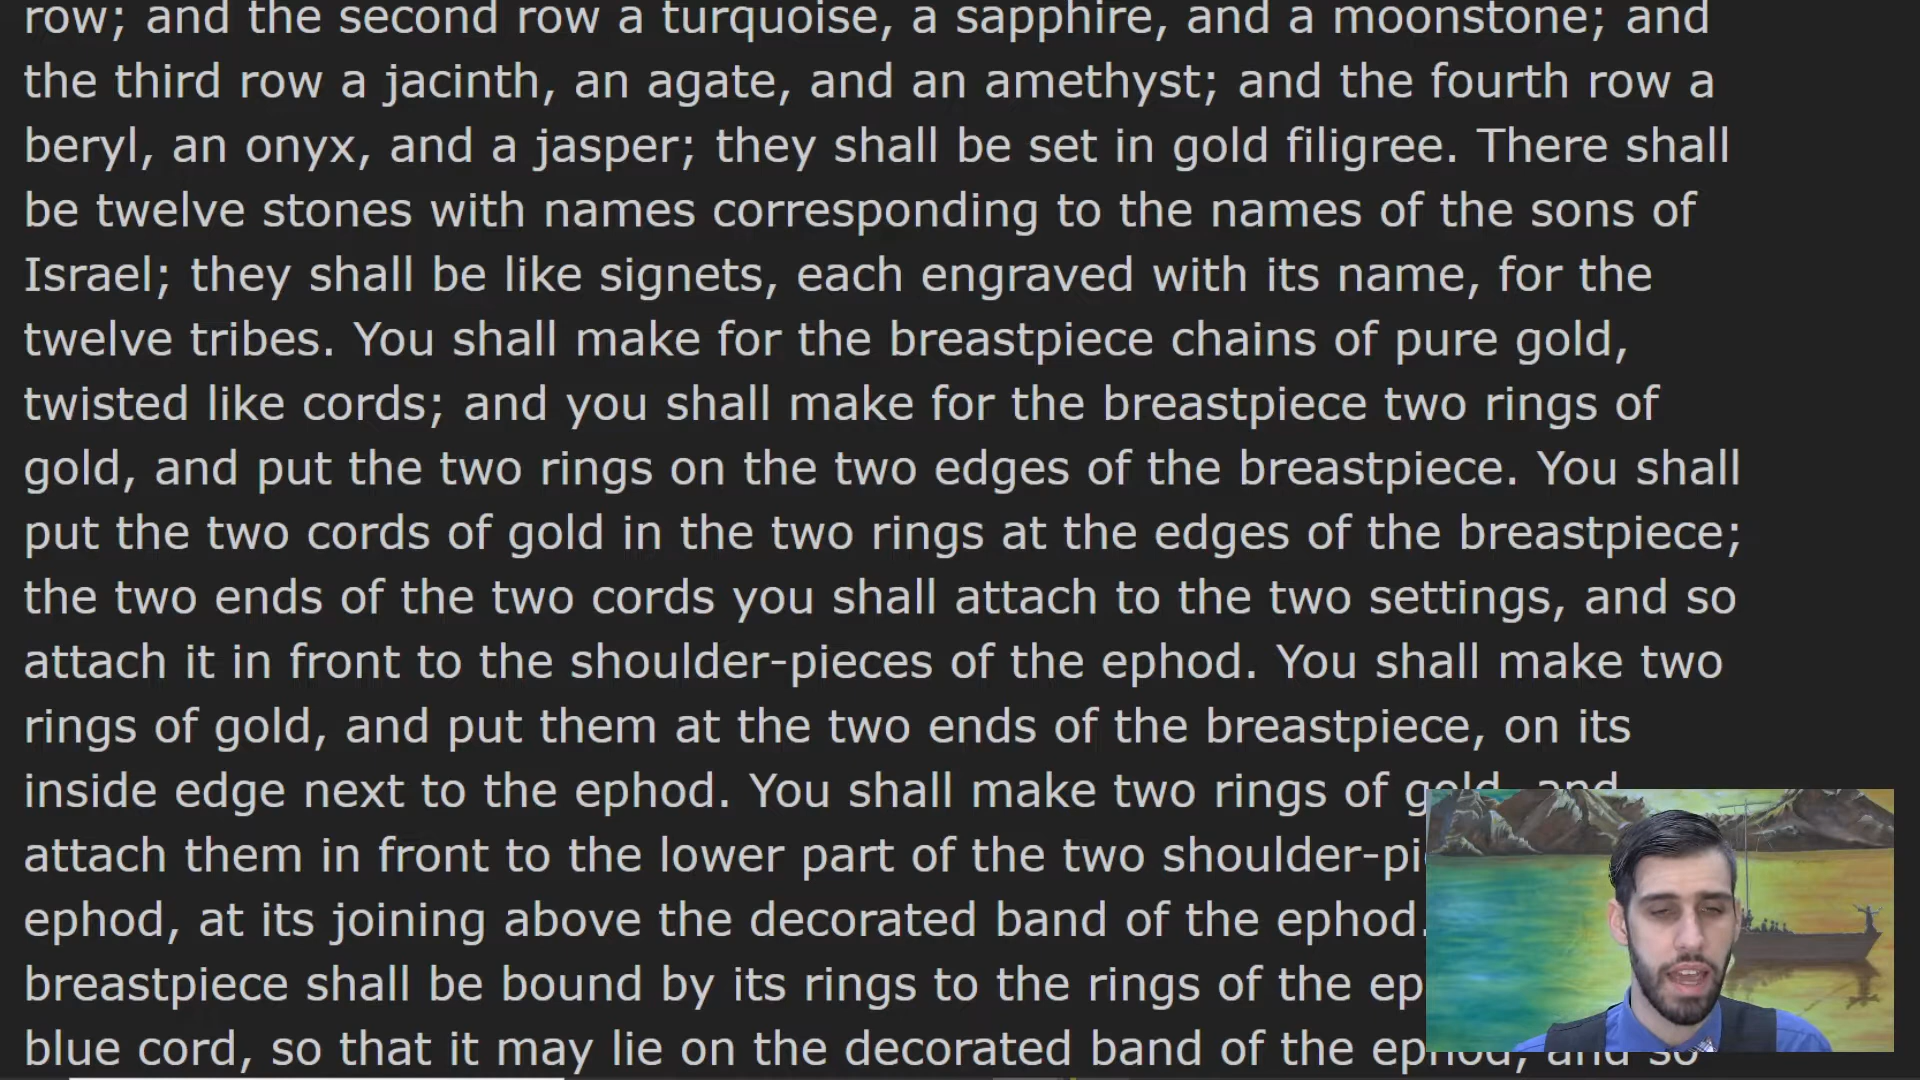 row; and the second row a turquoise, a sapphire, and a moonstone; and
the third row a jacinth, an agate, and an amethyst; and the fourth row a
beryl, an onyx, and a jasper; they shall be set in gold filigree. There shall
be twelve stones with names corresponding to the names of the sons of
Israel; they shall be like signets, each engraved with its name, for the
twelve tribes. You shall make for the breastpiece chains of pure gold,
twisted like cords; and you shall make for the breastpiece two rings of
gold, and put the two rings on the two edges of the breastpiece. You shall
put the two cords of gold in the two rings at the edges of the breastpiece;
the two ends of the two cords you shall attach to the two settings, and so
attach it in front to the shoulder-pieces of the ephod. You shall make two
rings of gold, and put them at the two ends of the breastpiece, on its
inside edge next to the ephod. You shall make two rings of gold, and
attach them in front to the lower part of the two shoulder-pi
ephod, at its joining above the decorated band of the ephod.
breastpiece shall be bound by its rings to the rings of the ep
blue cord, so that it may lie on the decorated band of the ephod, and so